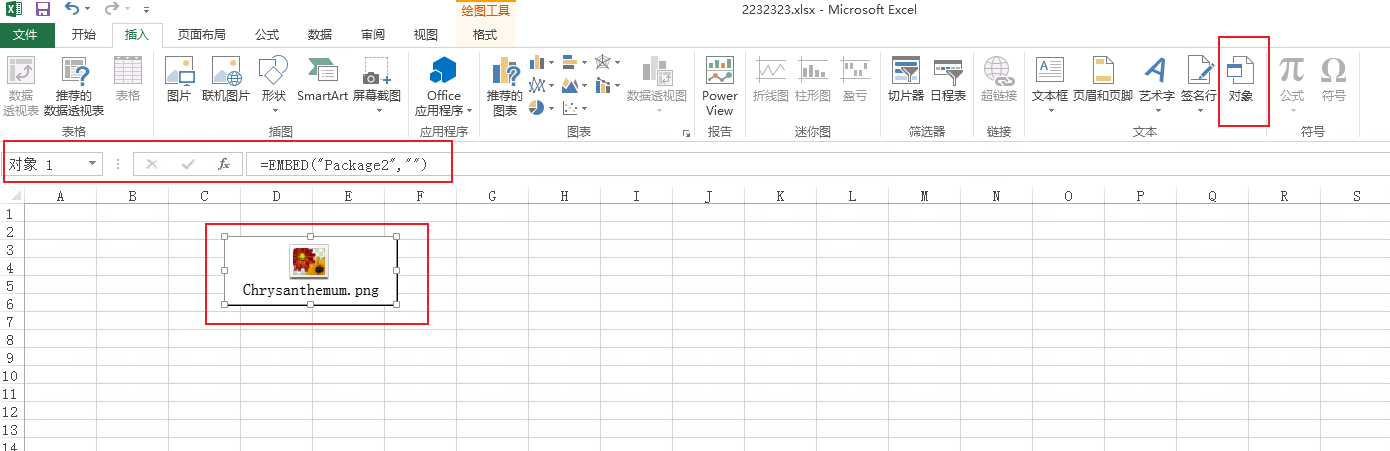 2232323.xlsx - Microsoft Excel
绘图工具
文件 开始 插入 页面布局 公式 数据 审阅 视图 格式
数据
透视表
推荐的
数据透视表
表格
表格
图片
联机图片
形状
SmartArt
屏幕截图
插图
Office
应用程序
应用程序
推荐的
图表
数据透视图
图表
Power
View
报告
折线图
柱形图
盈亏
迷你图
切片器
日程表
筛选器
超链接
链接
文本框
页眉和页脚
艺术字
签名行
对象
文本
公式
符号
符号
对象 1
fx
=EMBED("Package2","")
A B C D E F G H I J K L M N O P Q R S
1
2
3
4
5
6
7
8
9
10
11
12
13
14
Chrysanthemum.png